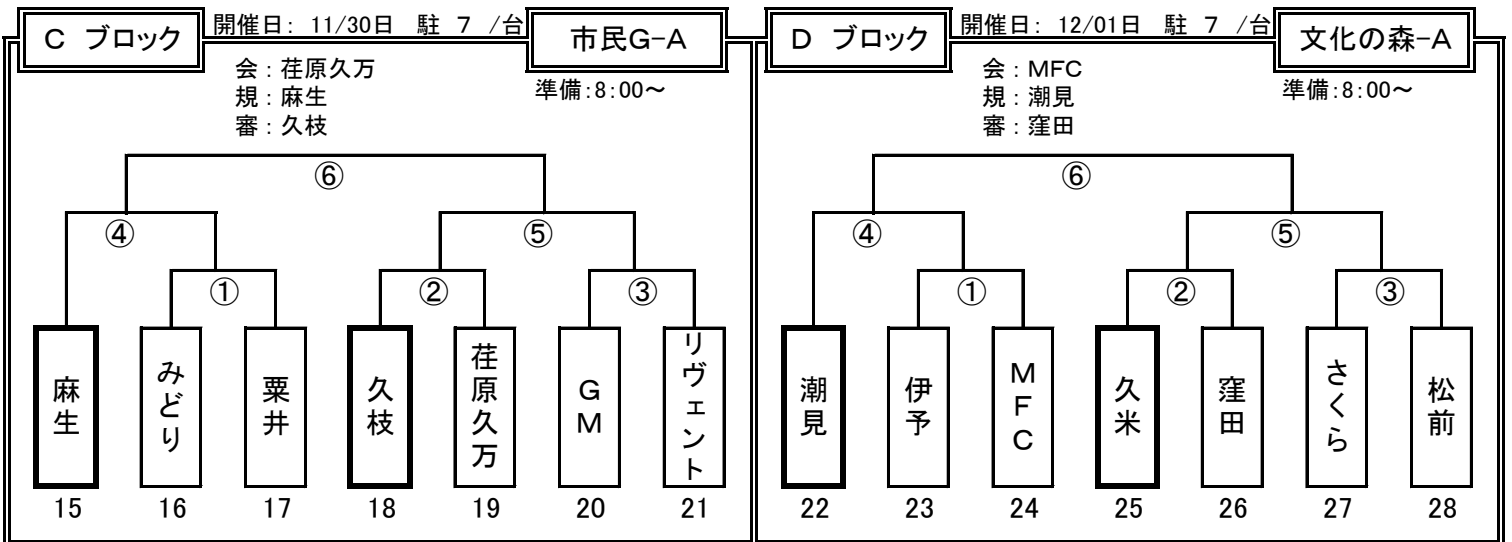 C ブロック 開催日： 11/30日 駐 7 /台 市民G-A
会：荏原久万
規：麻生
審：久枝
準備：8:00～
⑥
④ ⑤
① ② ③
麻生
みどり
粟井
久枝
荏原久万
GM
リヴェント
15 16 17 18 19 20 21
D ブロック 開催日： 12/01日 駐 7 /台 文化の森-A
会：MFC
規：潮見
審：窪田
準備：8:00～
⑥
④ ⑤
① ② ③
潮見
伊予
MFC
久米
窪田
さくら
松前
22 23 24 25 26 27 28